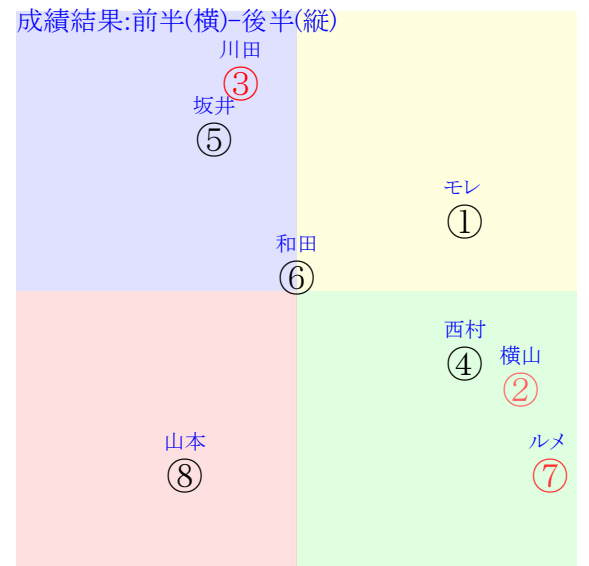 成績結果:前半(横)−後半(縦)
川田
③
坂井
⑤
モレ
①
和田
⑥
西村
④
横山
②
山本
⑧
ルメ
⑦